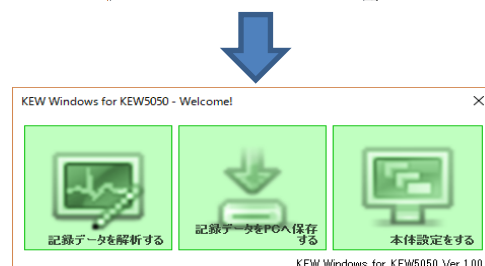 KEW Windows for KEW5050 - Welcome!
記録データを解析する
記録データをPCへ保存
する
本体設定をする
KEW Windows for KEW5050 Ver 1.00